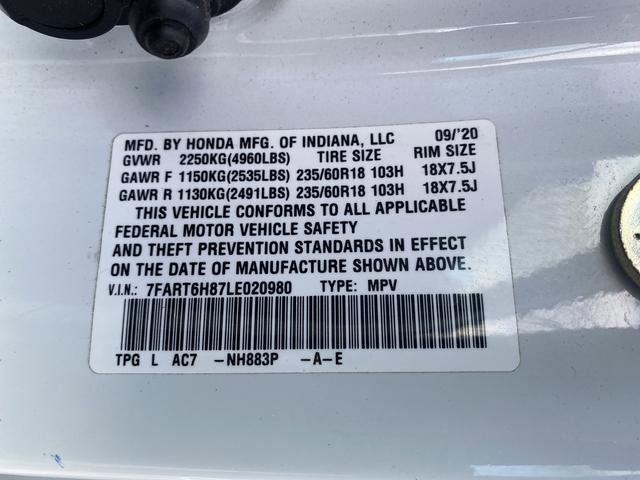 MFD. BY HONDA MFG. OF INDIANA, LLC 09/'20
GVWR 2250KG(4960LBS) TIRE SIZE RIM SIZE
GAWR F 1150KG(2535LBS) 235/60R18 103H 18X7.5J
GAWR R 1130KG(2491LBS) 235/60R18 103H 18X7.5J
THIS VEHICLE CONFORMS TO ALL APPLICABLE
FEDERAL MOTOR VEHICLE SAFETY
AND THEFT PREVENTION STANDARDS IN EFFECT
ON THE DATE OF MANUFACTURE SHOWN ABOVE.
V.I.N.: 7FART6H87LE020980 TYPE: MPV
TPG L AC7 -NH883P -A-E